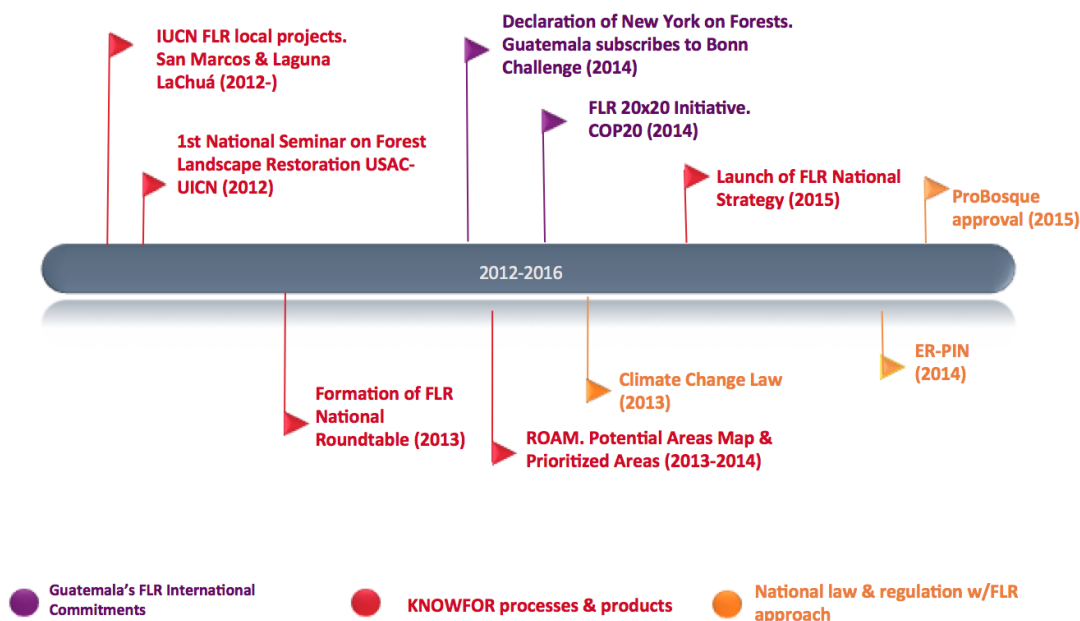 IUCN FLR local projects.
San Marcos & Laguna
LaChuá (2012-)
1st National Seminar on Forest
Landscape Restoration USAC-
UICN (2012)
Declaration of New York on Forests.
Guatemala subscribes to Bonn
Challenge (2014)
FLR 20x20 Initiative.
COP20 (2014)
Launch of FLR National
Strategy (2015)
ProBosque
approval (2015)
2012-2016
Formation of FLR
National
Roundtable (2013)
ROAM. Potential Areas Map &
Prioritized Areas (2013-2014)
Climate Change Law
(2013)
ER-PIN
(2014)
Guatemala's FLR International
Commitments
KNOWFOR processes & products
National law & regulation w/FLR
approach